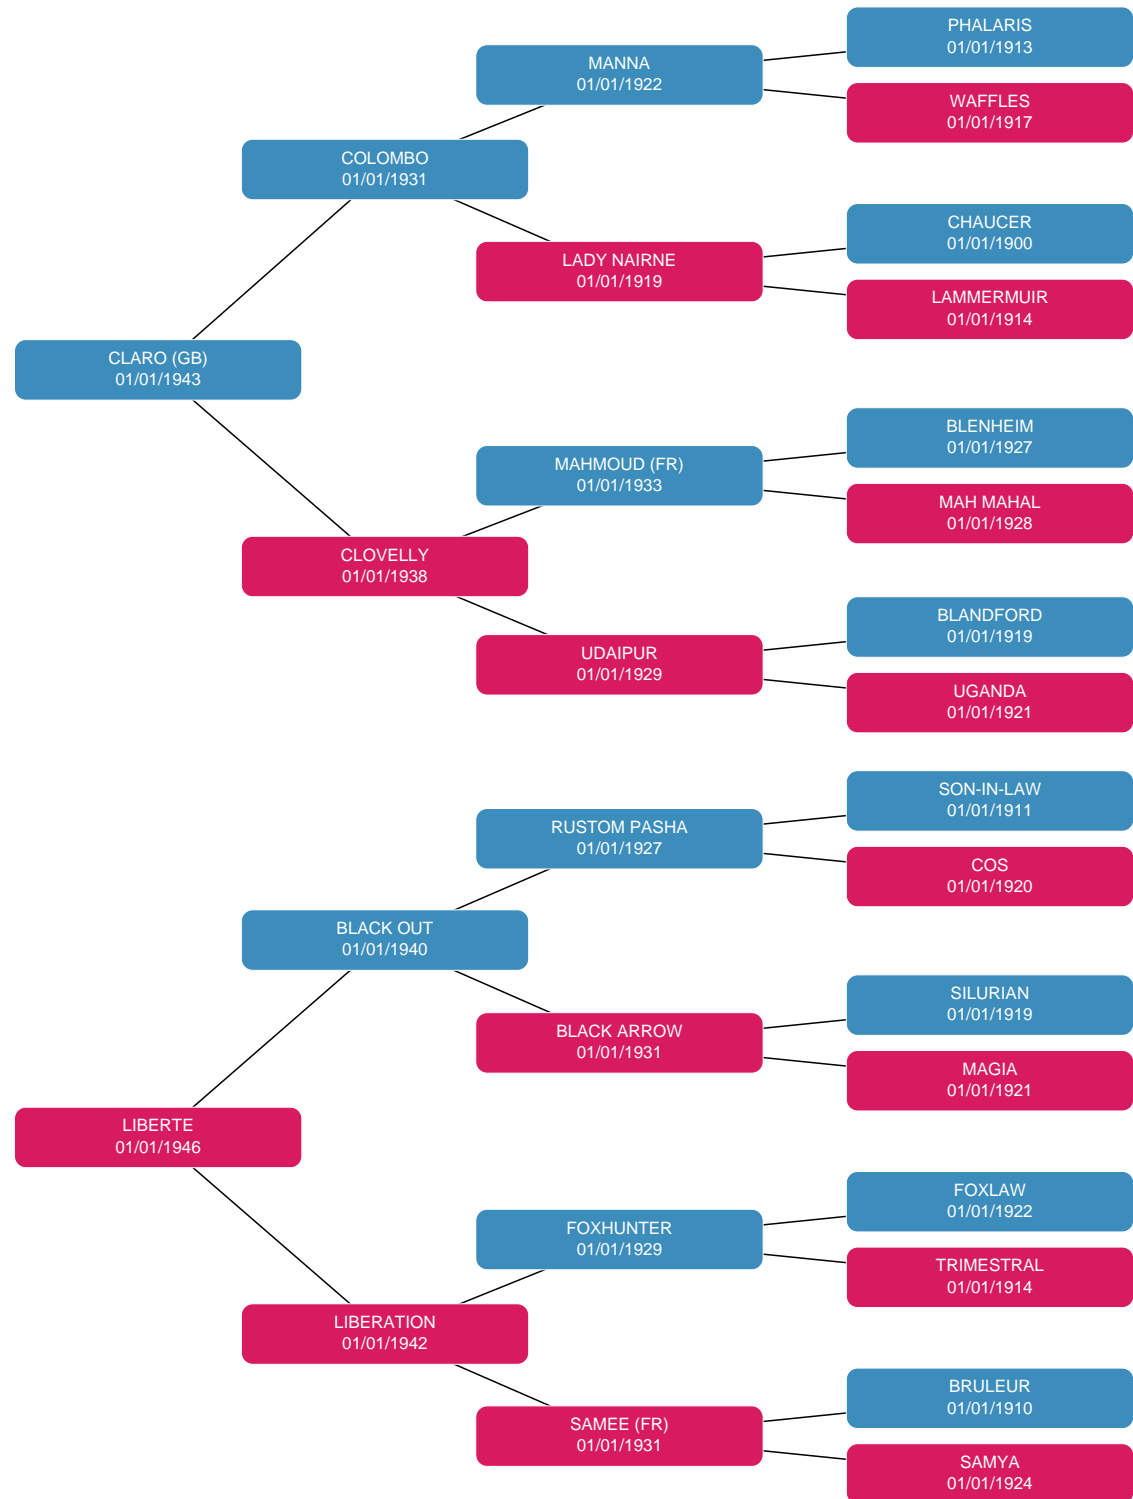 PHALARIS
01/01/1913
MANNA
01/01/1922
WAFFLES
01/01/1917
COLOMBO
01/01/1931
CHAUCER
01/01/1900
LADY NAIRNE
01/01/1919
LAMMERMUIR
01/01/1914
CLARO (GB)
01/01/1943
BLENHEIM
01/01/1927
MAHMOUD (FR)
01/01/1933
MAH MAHAL
01/01/1928
CLOVELLY
01/01/1938
BLANDFORD
01/01/1919
UDAIPUR
01/01/1929
UGANDA
01/01/1921
SON-IN-LAW
01/01/1911
RUSTOM PASHA
01/01/1927
COS
01/01/1920
BLACK OUT
01/01/1940
SILURIAN
01/01/1919
BLACK ARROW
01/01/1931
MAGIA
01/01/1921
LIBERTE
01/01/1946
FOXLAW
01/01/1922
FOXHUNTER
01/01/1929
TRIMESTRAL
01/01/1914
LIBERATION
01/01/1942
BRULEUR
01/01/1910
SAMEE (FR)
01/01/1931
SAMYA
01/01/1924